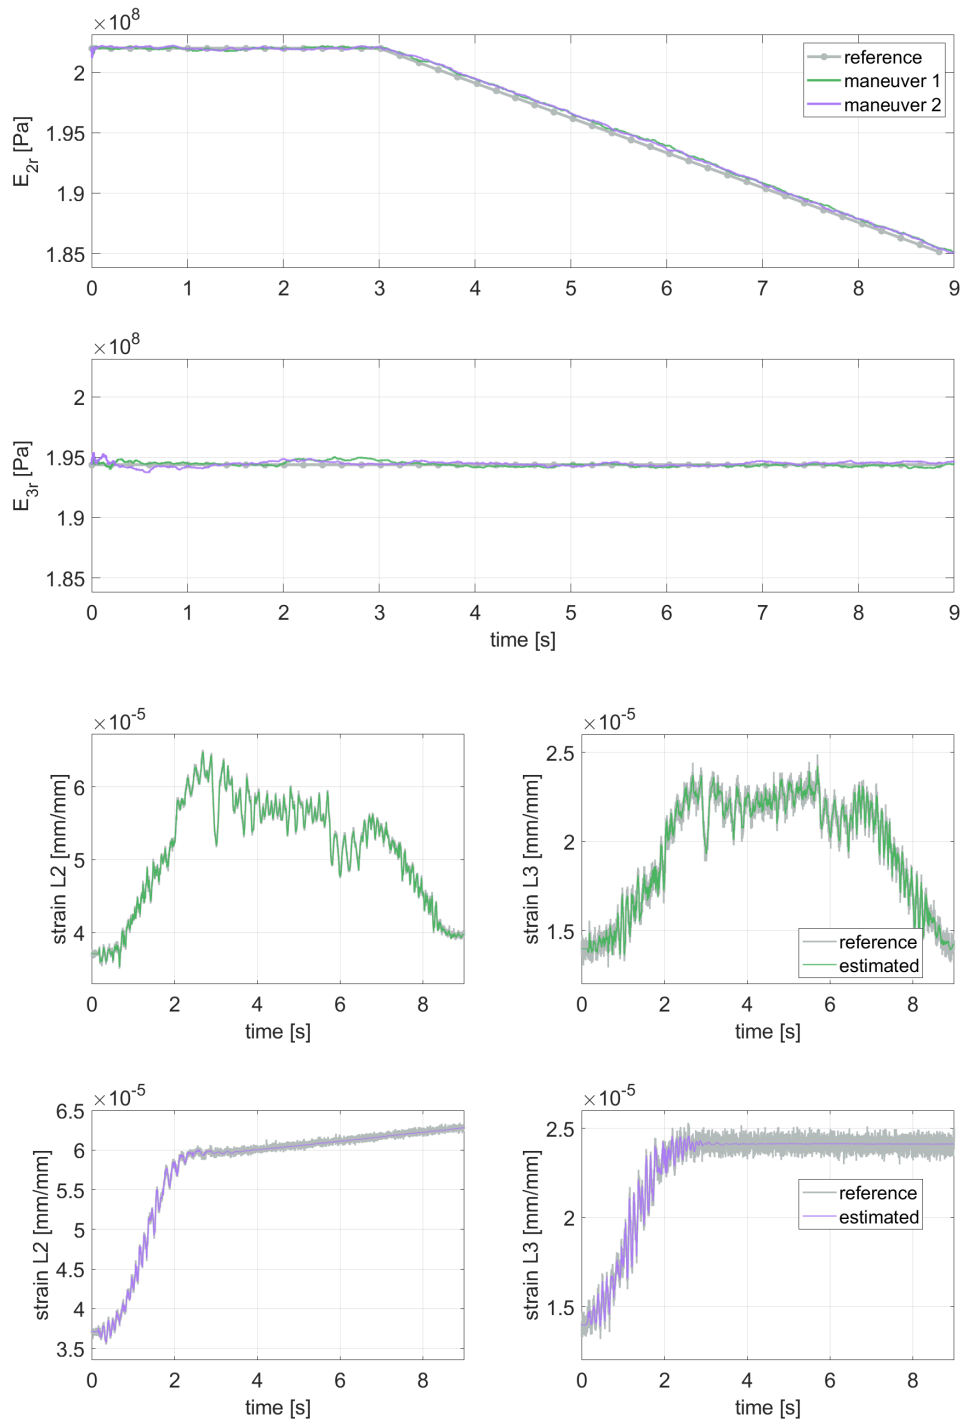 ×10^8
E_2r [Pa]
2
1.95
1.9
1.85
0 1 2 3 4 5 6 7 8 9
reference
maneuver 1
maneuver 2
×10^8
E_3r [Pa]
2
1.95
1.9
1.85
0 1 2 3 4 5 6 7 8 9
time [s]
×10^-5
strain L2 [mm/mm]
6
5
4
0 2 4 6 8
time [s]
×10^-5
strain L3 [mm/mm]
2.5
2
1.5
reference
estimated
0 2 4 6 8
time [s]
×10^-5
strain L2 [mm/mm]
6.5
6
5.5
5
4.5
4
3.5
0 2 4 6 8
time [s]
×10^-5
strain L3 [mm/mm]
2.5
2
1.5
reference
estimated
0 2 4 6 8
time [s]